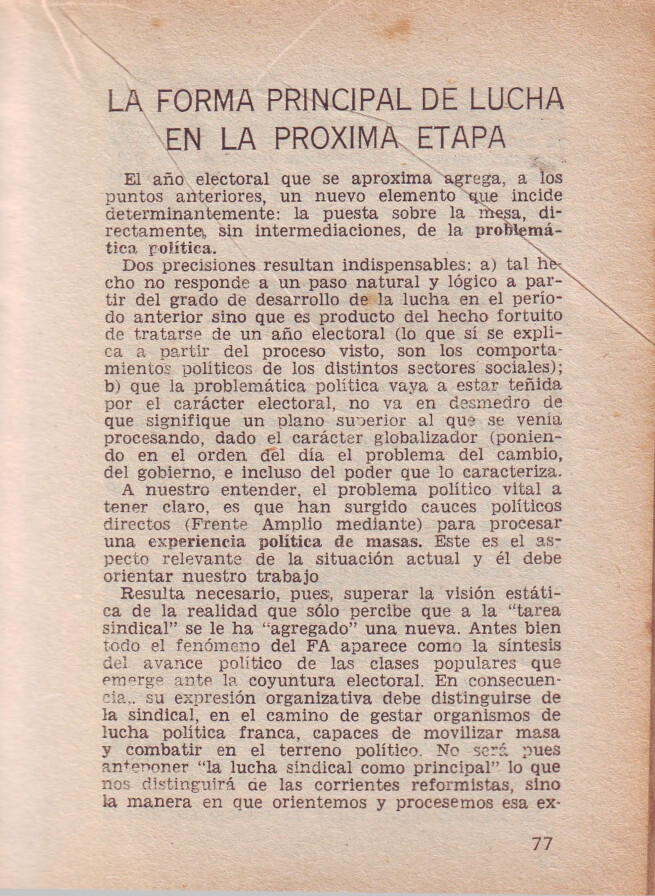 LA FORMA PRINCIPAL DE LUCHA
EN LA PROXIMA ETAPA
El año electoral que se aproxima agrega, a los
puntos anteriores, un nuevo elemento que incide
determinantemente: la puesta sobre la mesa, di-
rectamente, sin intermediaciones, de la problemá-
tica política.
Dos precisiones resultan indispensables: a) tal he-
cho no responde a un paso natural y lógico a par-
tir del grado de desarrollo de la lucha en el perío-
do anterior sino que es producto del hecho fortuito
de tratarse de un año electoral (lo que sí se expli-
ca a partir del proceso visto, son los comporta-
mientos políticos de los distintos sectores sociales);
b) que la problemática política vaya a estar teñida
por el carácter electoral, no va en desmedro de
que signifique un plano superior al que se venía
procesando, dado el carácter globalizador (ponien-
do en el orden del día el problema del cambio,
del gobierno, e incluso del poder que lo caracteriza.
A nuestro entender, el problema político vital a
tener claro, es que han surgido cauces políticos
directos (Frente Amplio mediante) para procesar
una experiencia política de masas. Este es el as-
pecto relevante de la situación actual y él debe
orientar nuestro trabajo
Resulta necesario, pues, superar la visión estáti-
ca de la realidad que sólo percibe que a la "tarea
sindical" se le ha "agregado" una nueva. Antes bien
todo el fenómeno del FA aparece como la síntesis
del avance político de las clases populares que
emerge ante la coyuntura electoral. En consecuen-
cia, su expresión organizativa debe distinguirse de
la sindical, en el camino de gestar organismos de
lucha política franca, capaces de movilizar masa
y combatir en el terreno político. No será pues
anteponer "la lucha sindical como principal" lo que
nos distinguirá de las corrientes reformistas, sino
la manera en que orientemos y procesemos esa ex-
77